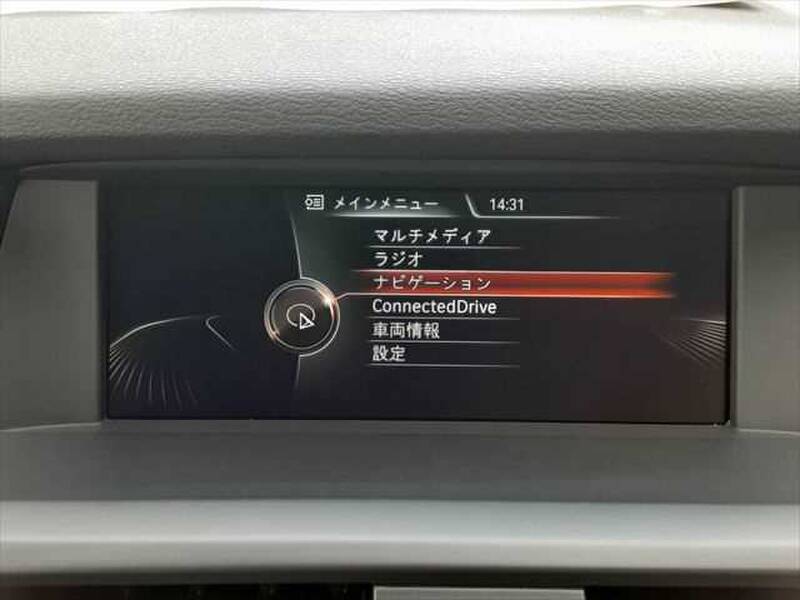 メインメニュー 14:31
マルチメディア
ラジオ
ナビゲーション
ConnectedDrive
車両情報
設定